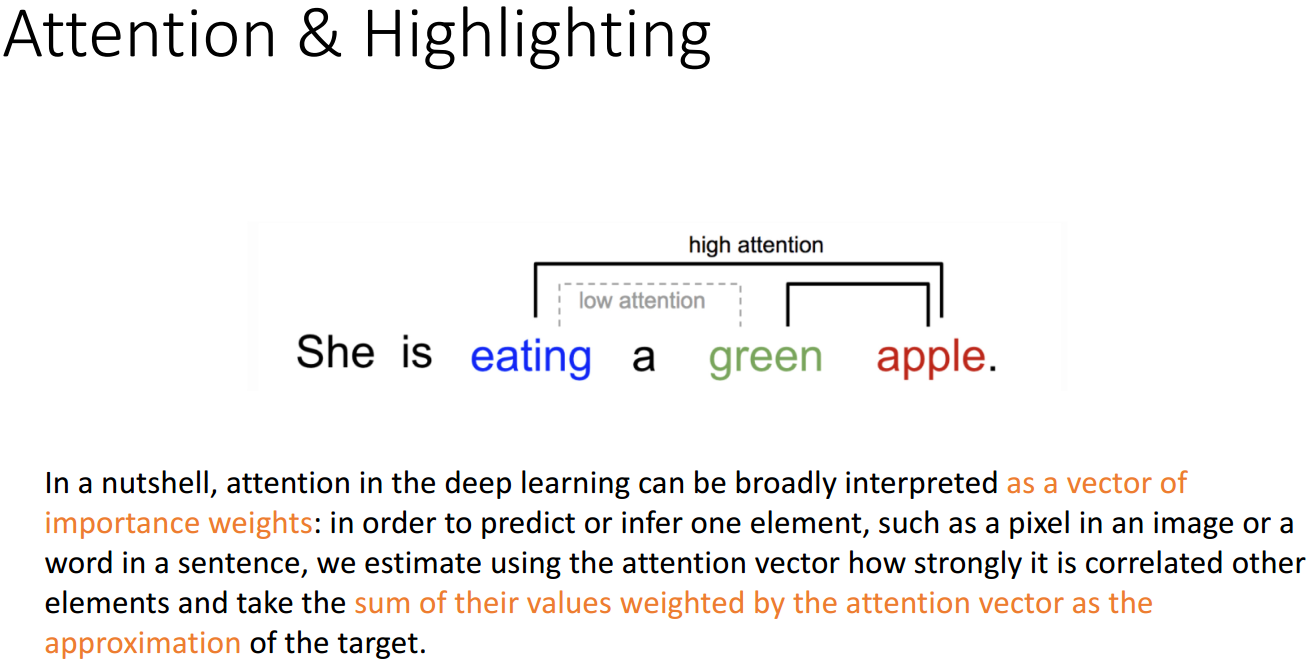 Attention & Highlighting
high attention
low attention
She is eating a green apple.
In a nutshell, attention in the deep learning can be broadly interpreted as a vector of
importance weights: in order to predict or infer one element, such as a pixel in an image or a
word in a sentence, we estimate using the attention vector how strongly it is correlated other
elements and take the sum of their values weighted by the attention vector as the
approximation of the target.